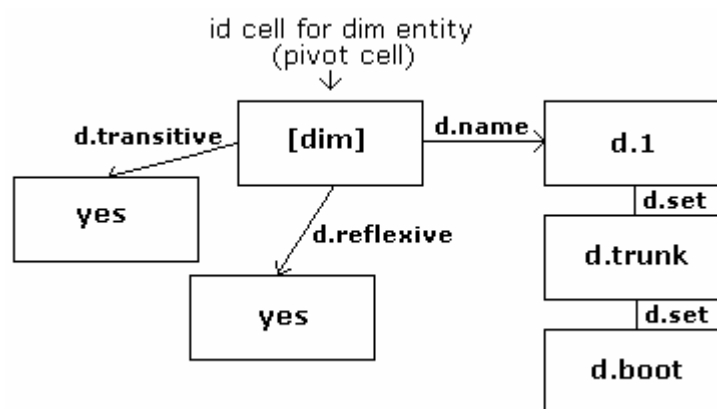 id cell for dim entity
(pivot cell)
d.transitive
[dim]
d.name
d.1
yes
d.set
d.reflexive
d.trunk
yes
d.set
d.boot